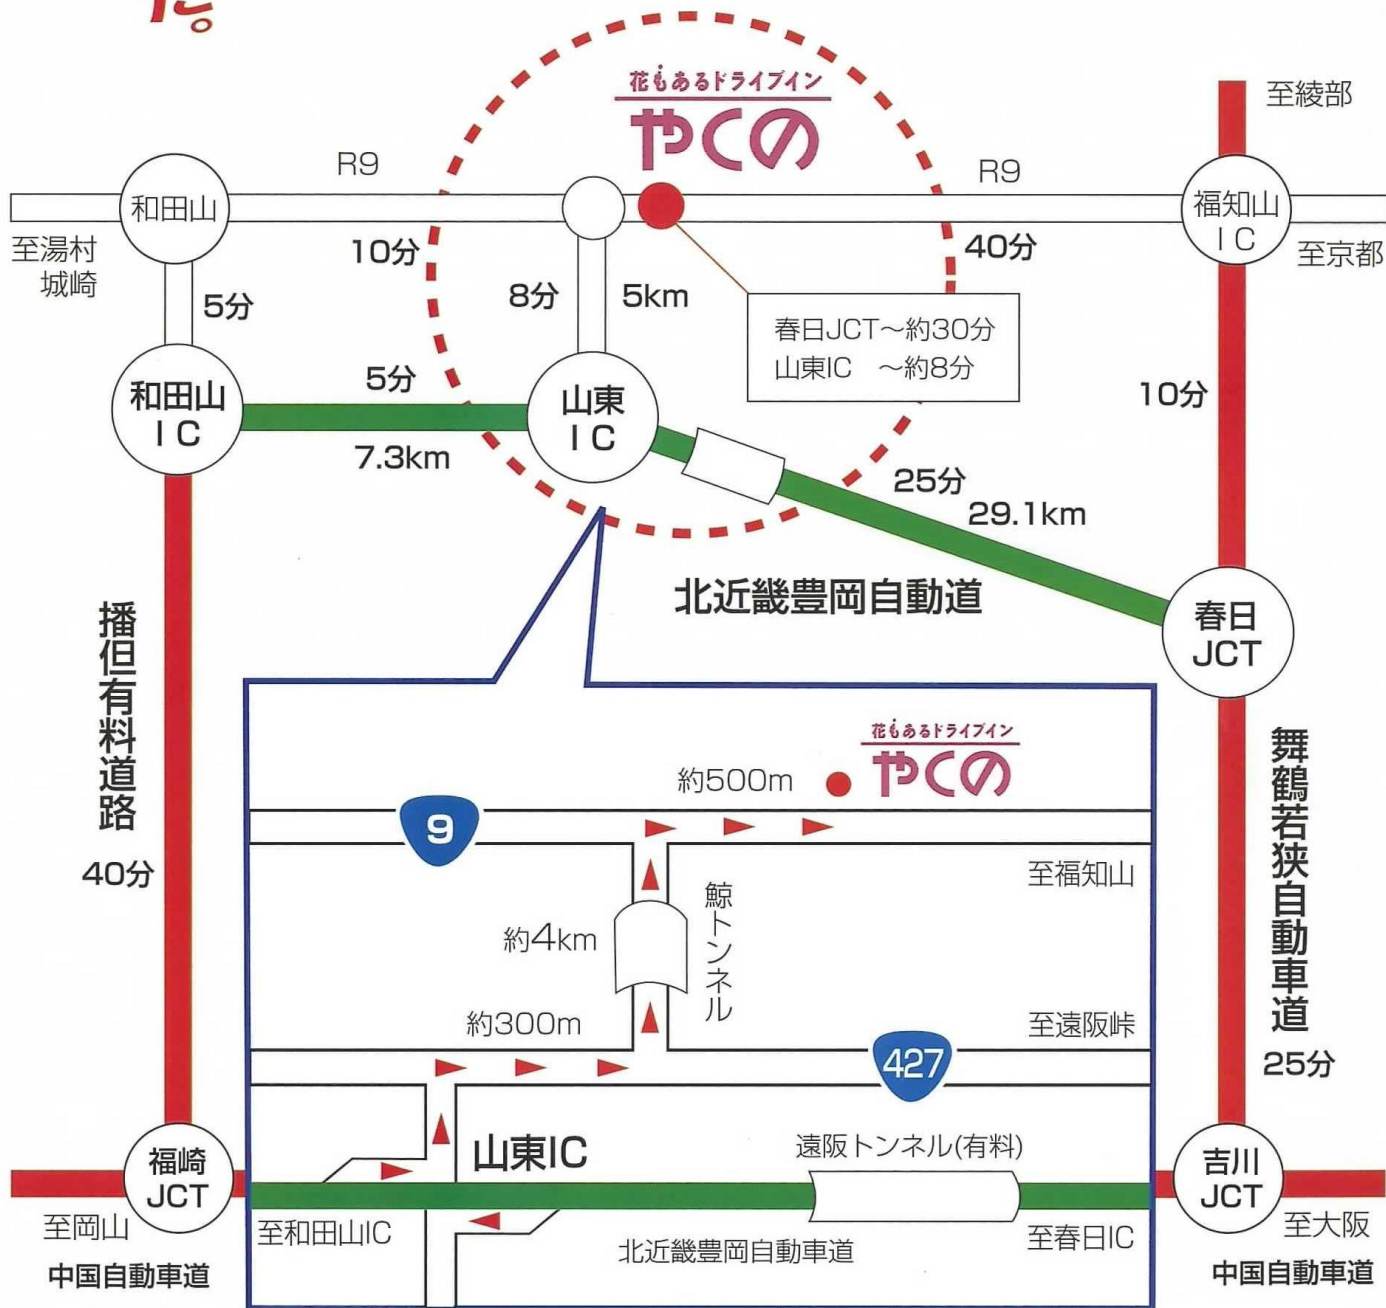 た。
花もあるドライブイン
やくの
至綾部
R9
R9
和田山
福知山
IC
至湯村
城崎
10分
40分
至京都
5分
8分
5km
春日JCT～約30分
山東IC ～約8分
和田山
IC
5分
7.3km
山東
IC
10分
25分
29.1km
北近畿豊岡自動道
春日
JCT
播但有料道路
40分
舞鶴若狭自動車道
25分
花もあるドライブイン
やくの
約500m
9
至福知山
鯨トンネル
約4km
約300m
至遠阪峠
427
山東IC
遠阪トンネル(有料)
福崎
JCT
吉川
JCT
至岡山
至和田山IC
北近畿豊岡自動車道
至春日IC
至大阪
中国自動車道
中国自動車道